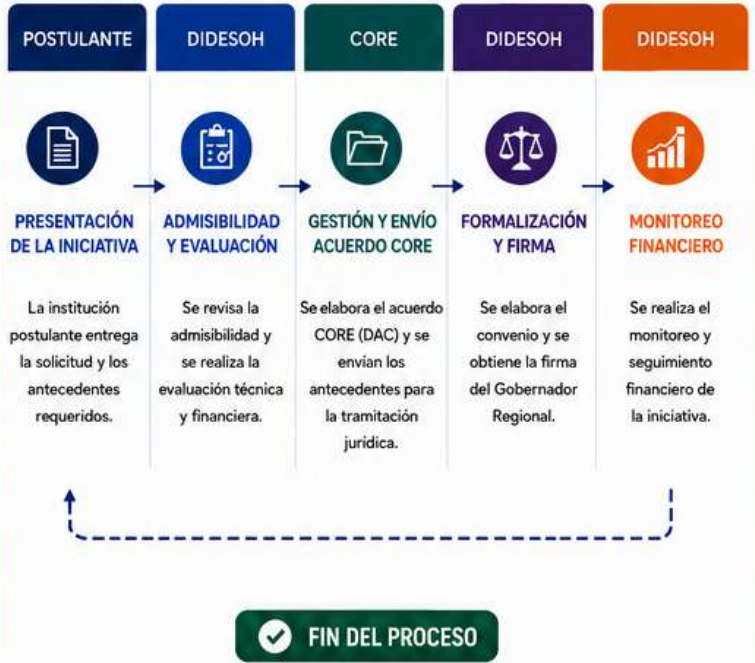 POSTULANTE
DIDESOH
CORE
DIDESOH
DIDESOH
PRESENTACIÓN
DE LA INICIATIVA
La institución
postulante entrega
la solicitud y los
antecedentes
requeridos.
ADMISIBILIDAD
Y EVALUACIÓN
Se revisa la
admisibilidad y
se realiza la
evaluación técnica
y financiera.
GESTIÓN Y ENVÍO
ACUERDO CORE
Se elabora el acuerdo
CORE (DAC) y se
envían los
antecedentes para
la tramitación
jurídica.
FORMALIZACIÓN
Y FIRMA
Se elabora el
convenio y se
obtiene la firma
del Gobernador
Regional.
MONITOREO
FINANCIERO
Se realiza el
monitoreo y
seguimiento
financiero de
la iniciativa.
FIN DEL PROCESO